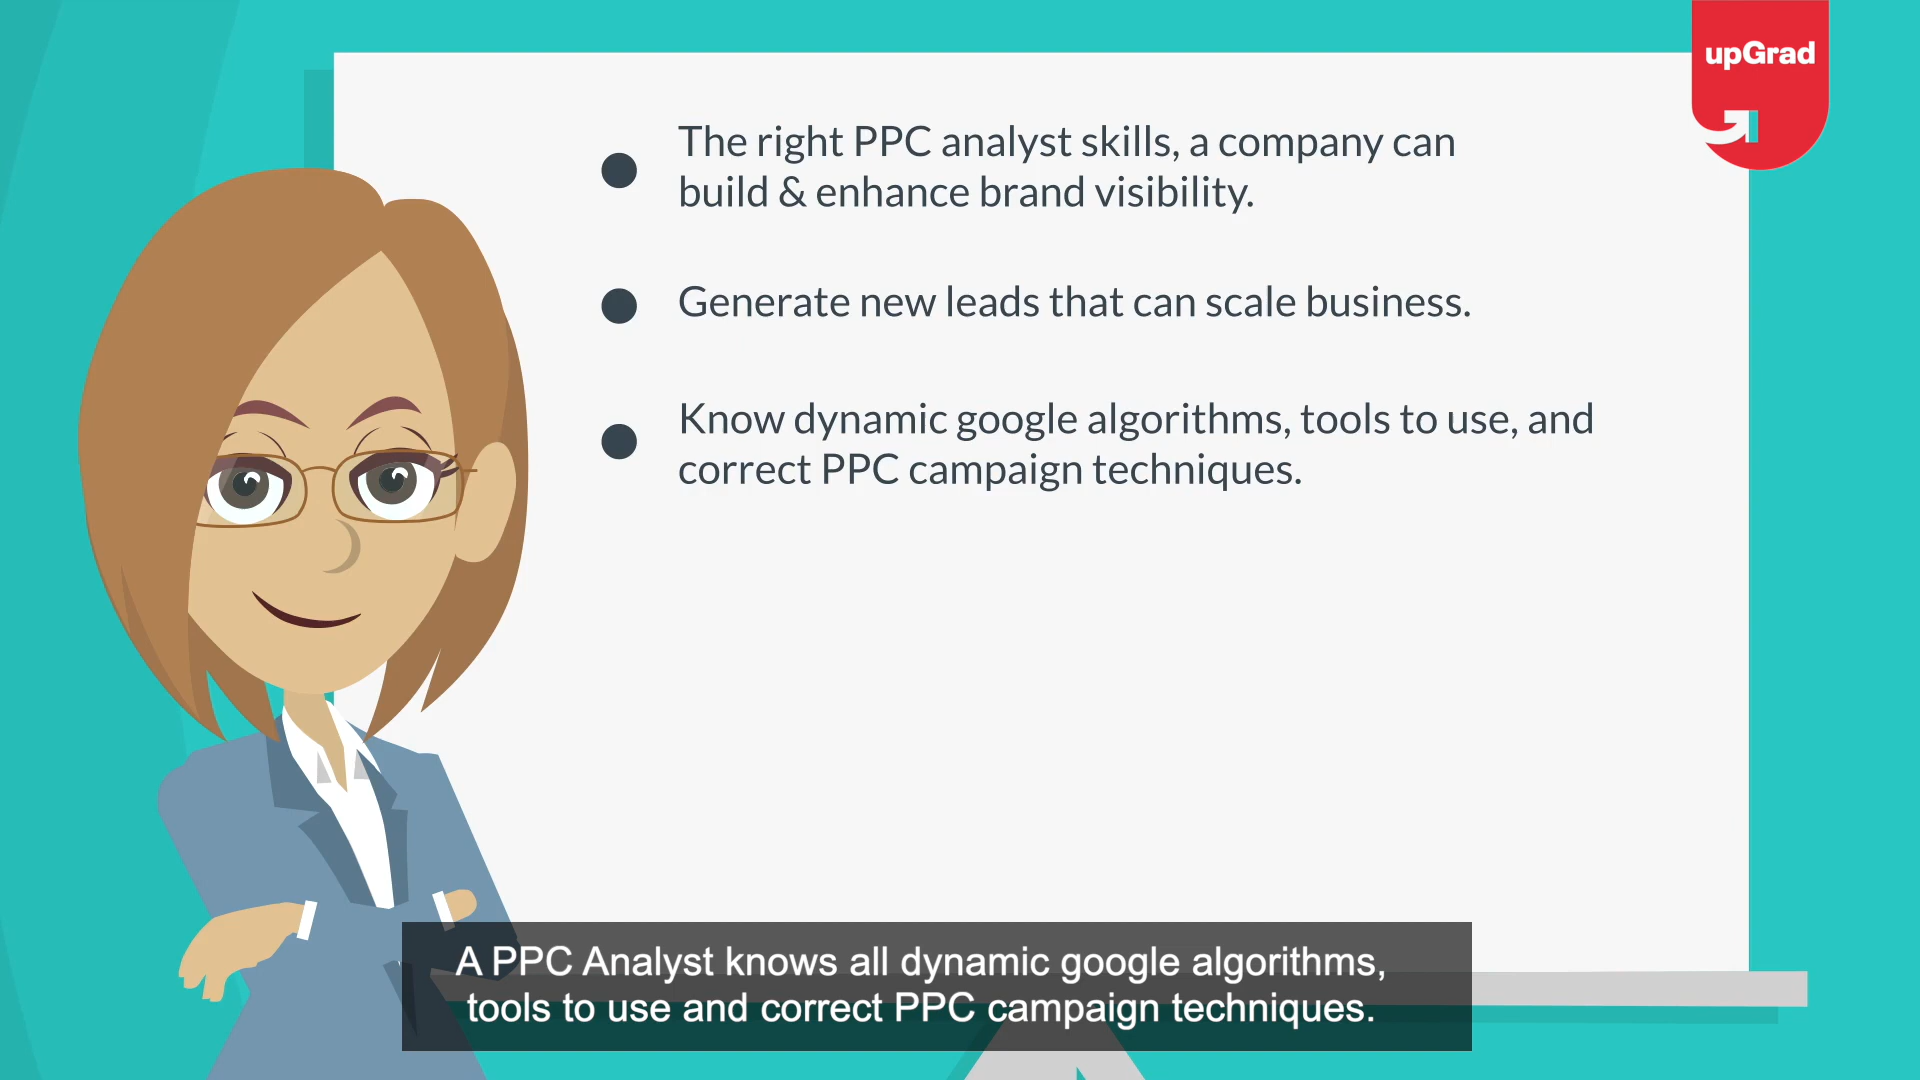 upGrad
The right PPC analyst skills, a company can
build & enhance brand visibility.
Generate new leads that can scale business.
Know dynamic google algorithms, tools to use, and
correct PPC campaign techniques.
A PPC Analyst knows all dynamic google algorithms,
tools to use and correct PPC campaign techniques.